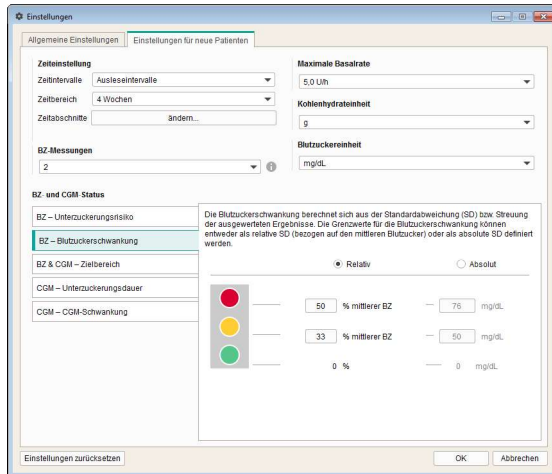 Einstellungen
Allgemeine Einstellungen
Einstellungen für neue Patienten
Zeiteinstellung
Zeitintervalle Ausleseintervalle
Zeitbereich 4 Wochen
Zeitabschnitte ändern...
BZ-Messungen
2
Maximale Basalrate
5,0 U/h
Kohlenhydrateinheit
g
Blutzuckereinheit
mg/dL
BZ- und CGM-Status
BZ – Unterzuckerungsrisiko
BZ – Blutzuckerschwankung
BZ & CGM – Zielbereich
CGM – Unterzuckerungsdauer
CGM – CGM-Schwankung
Die Blutzuckerschwankung berechnet sich aus der Standardabweichung (SD) bzw. Streuung
der ausgewerteten Ergebnisse. Die Grenzwerte für die Blutzuckerschwankung können
entweder als relative SD (bezogen auf den mittleren Blutzucker) oder als absolute SD definiert
werden.
Relativ Absolut
50 % mittlerer BZ — 76 mg/dL
33 % mittlerer BZ — 50 mg/dL
0 % — 0 mg/dL
Einstellungen zurücksetzen
OK Abbrechen